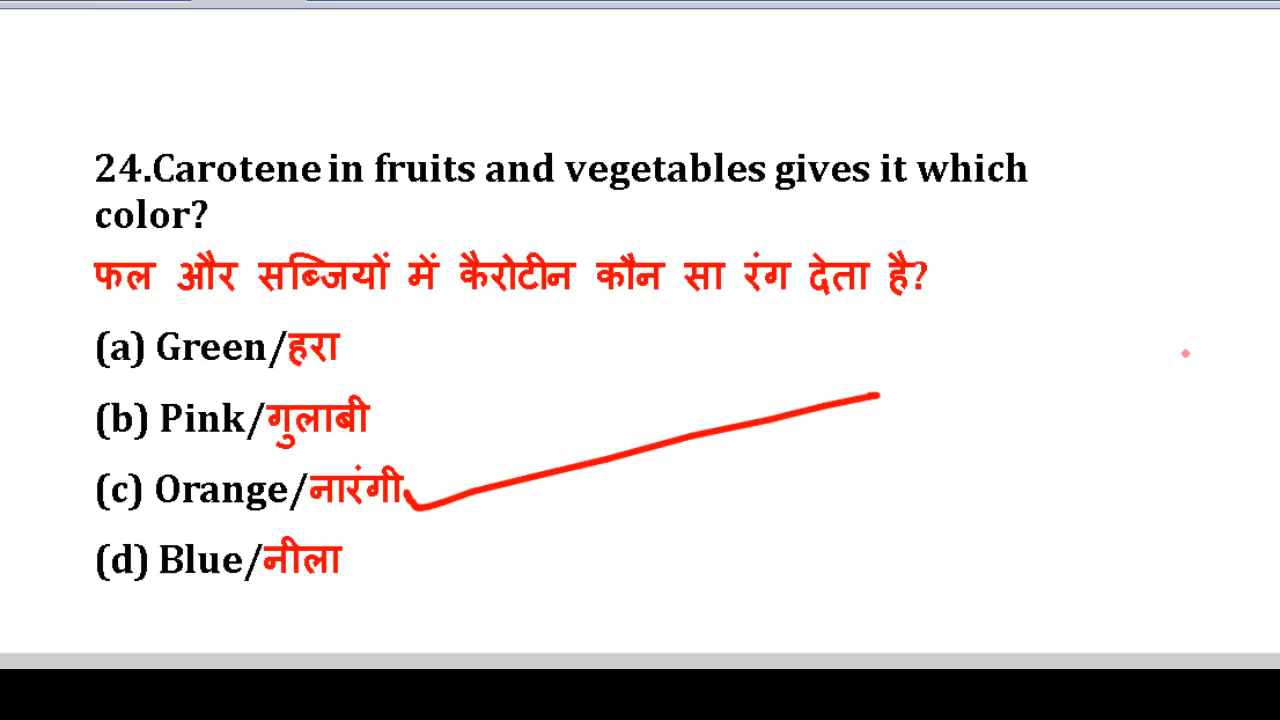 24.Carotene in fruits and vegetables gives it which
color?
फल और सब्जियों में कैरोटीन कौन सा रंग देता है?
(a) Green/हरा
(b) Pink/गुलाबी
(c) Orange/नारंगी
(d) Blue/नीला